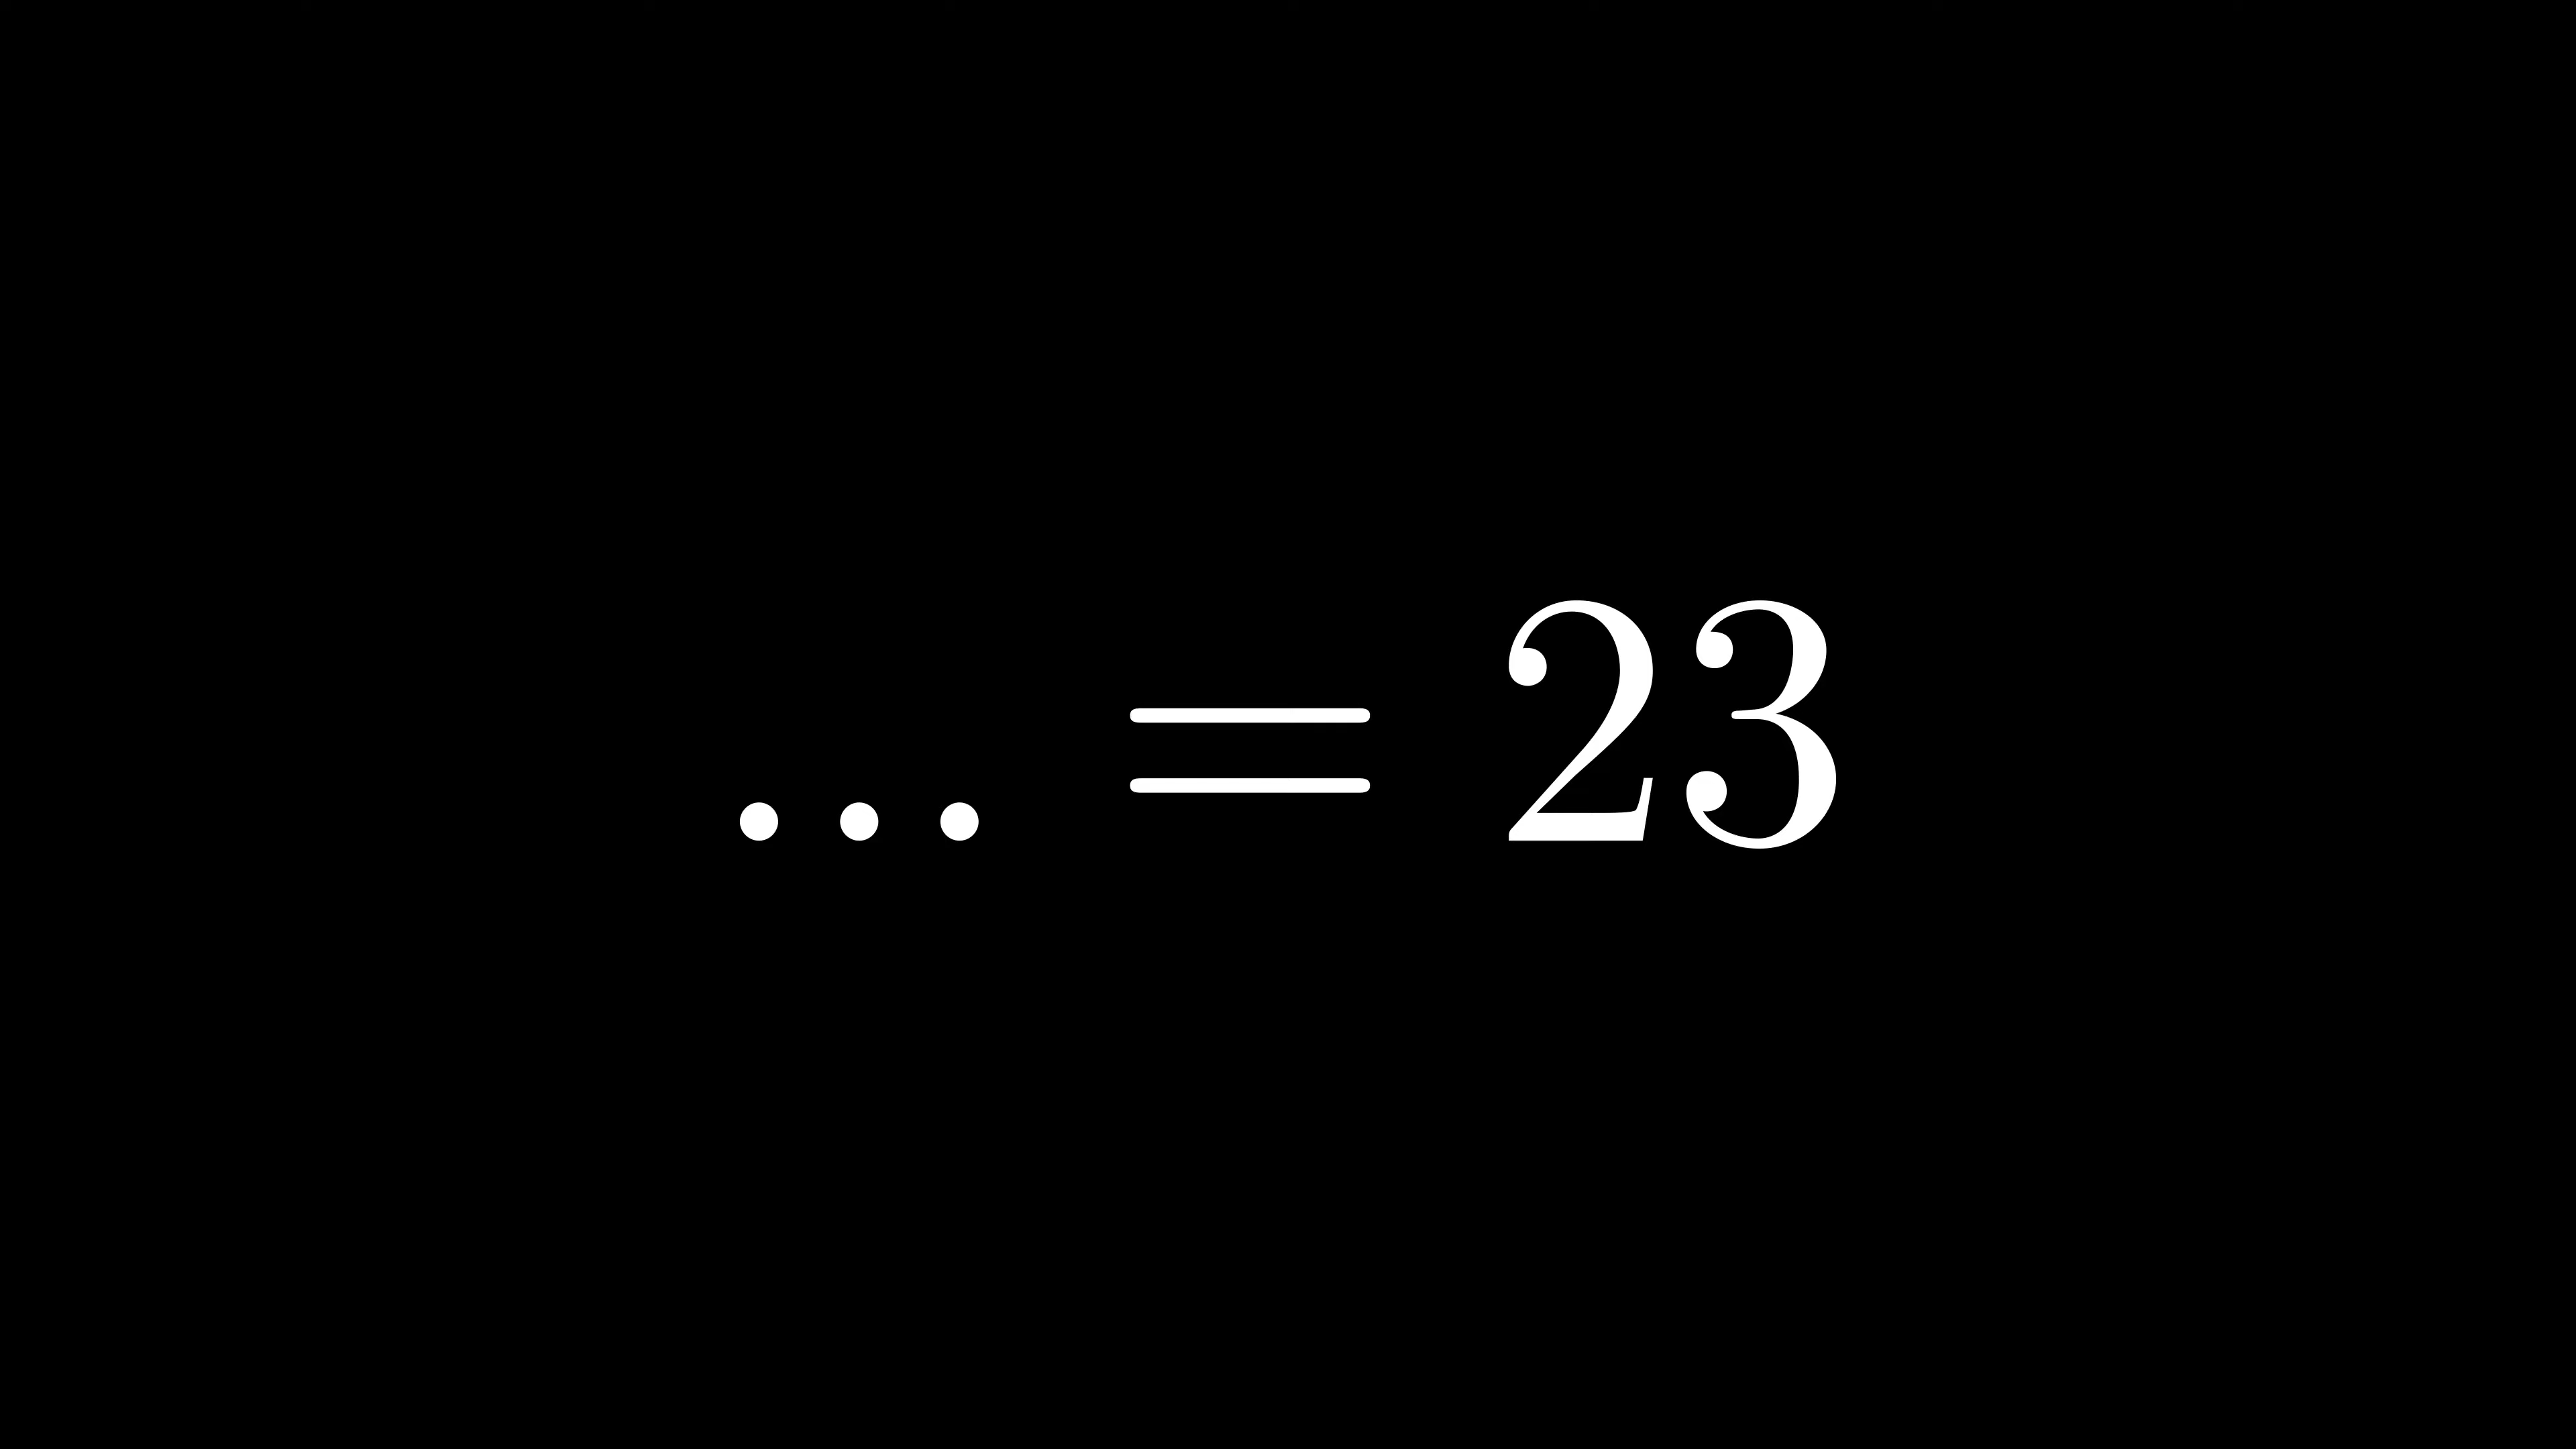 ... = 23